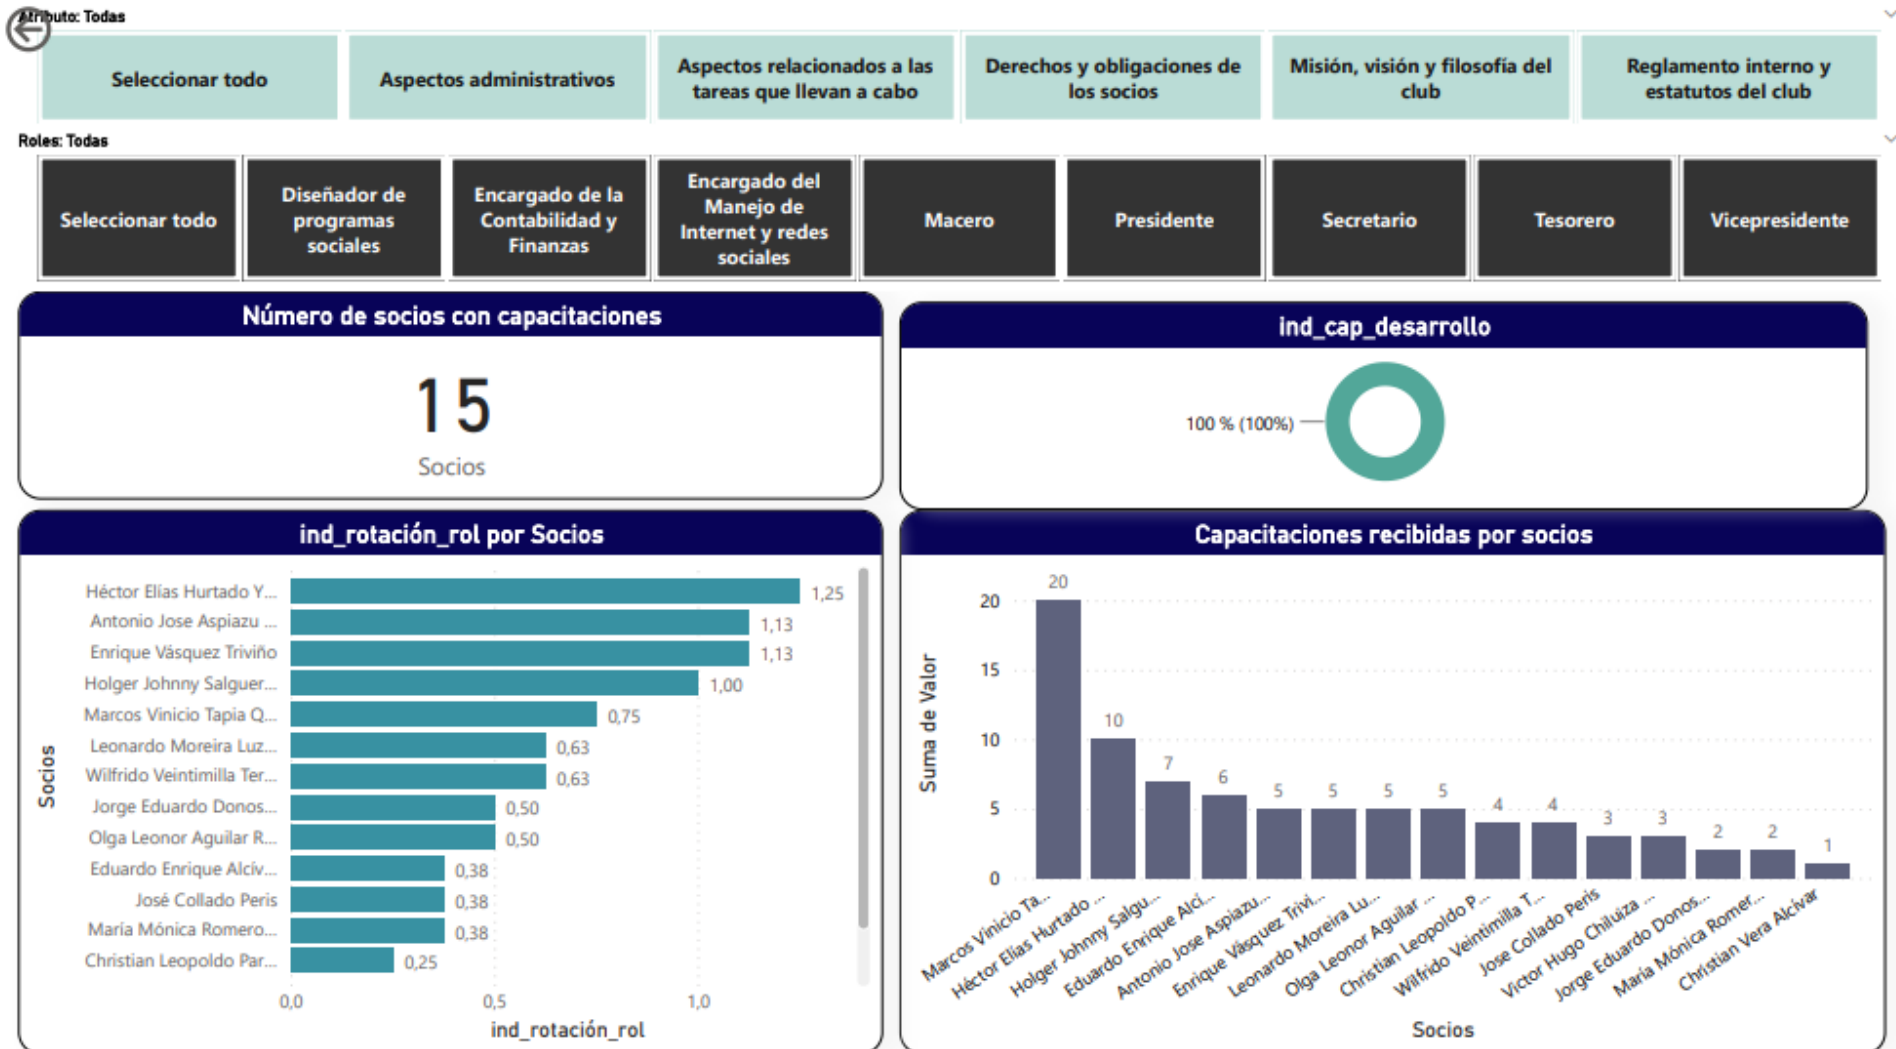 Atributo: Todas
Seleccionar todo
Aspectos administrativos
Aspectos relacionados a las
tareas que llevan a cabo
Derechos y obligaciones de
los socios
Misión, visión y filosofía del
club
Reglamento interno y
estatutos del club
Roles: Todas
Seleccionar todo
Diseñador de
programas
sociales
Encargado de la
Contabilidad y
Finanzas
Encargado del
Manejo de
Internet y redes
sociales
Macero
Presidente
Secretario
Tesorero
Vicepresidente
Número de socios con capacitaciones
15
Socios
ind_cap_desarrollo
100 % (100%)
ind_rotación_rol por Socios
Socios
Héctor Elías Hurtado Y... 1,25
Antonio Jose Aspiazu ... 1,13
Enrique Vásquez Triviño 1,13
Holger Johnny Salguer... 1,00
Marcos Vinicio Tapia Q... 0,75
Leonardo Moreira Luz... 0,63
Wilfrido Veintimilla Ter... 0,63
Jorge Eduardo Donos... 0,50
Olga Leonor Aguilar R... 0,50
Eduardo Enrique Alcív... 0,38
José Collado Peris 0,38
María Mónica Romero... 0,38
Christian Leopoldo Par... 0,25
0,0 0,5 1,0
ind_rotación_rol
Capacitaciones recibidas por socios
Suma de Valor
20
15
10
5
0
20 10 7 6 5 5 5 5 4 4 3 3 2 2 1
Marcos Vinicio Ta...
Héctor Elías Hurtado ...
Holger Johnny Salgu...
Eduardo Enrique Alcí...
Antonio Jose Aspiazu...
Enrique Vásquez Trivi...
Leonardo Moreira Lu...
Olga Leonor Aguilar ...
Christian Leopoldo P...
Wilfrido Veintimilla T...
Jose Collado Peris
Victor Hugo Chiluiza ...
Jorge Eduardo Donos...
María Mónica Romer...
Christian Vera Alcívar
Socios